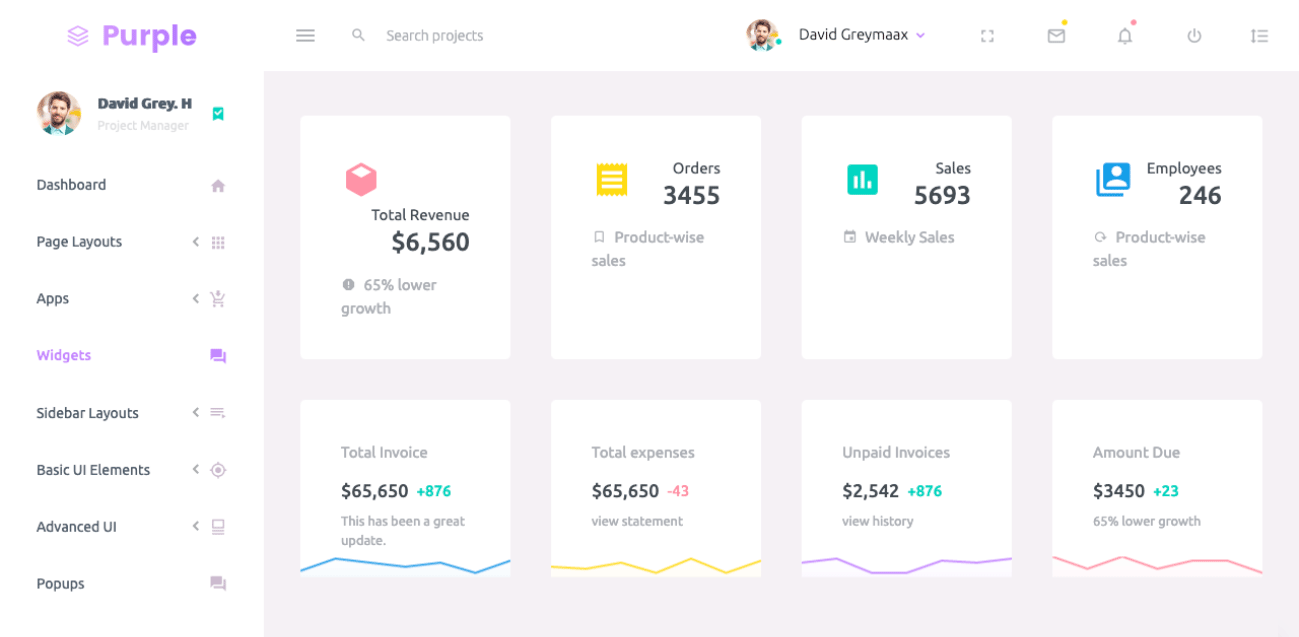 Purple
Search projects
David Greymaax
David Grey. H
Project Manager
Dashboard
Page Layouts
Apps
Widgets
Sidebar Layouts
Basic UI Elements
Advanced UI
Popups
Total Revenue
$6,560
65% lower
growth
Orders
3455
Product-wise
sales
Sales
5693
Weekly Sales
Employees
246
Product-wise
sales
Total Invoice
$65,650 +876
This has been a great
update.
Total expenses
$65,650 -43
view statement
Unpaid Invoices
$2,542 +876
view history
Amount Due
$3450 +23
65% lower growth